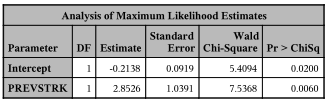 Analysis of Maximum Likelihood Estimates
Parameter DF Estimate Standard Error Wald Chi-Square Pr > ChiSq
Intercept 1 -0.2138 0.0919 5.4094 0.0200
PREVSTRK 1 2.8526 1.0391 7.5368 0.0060